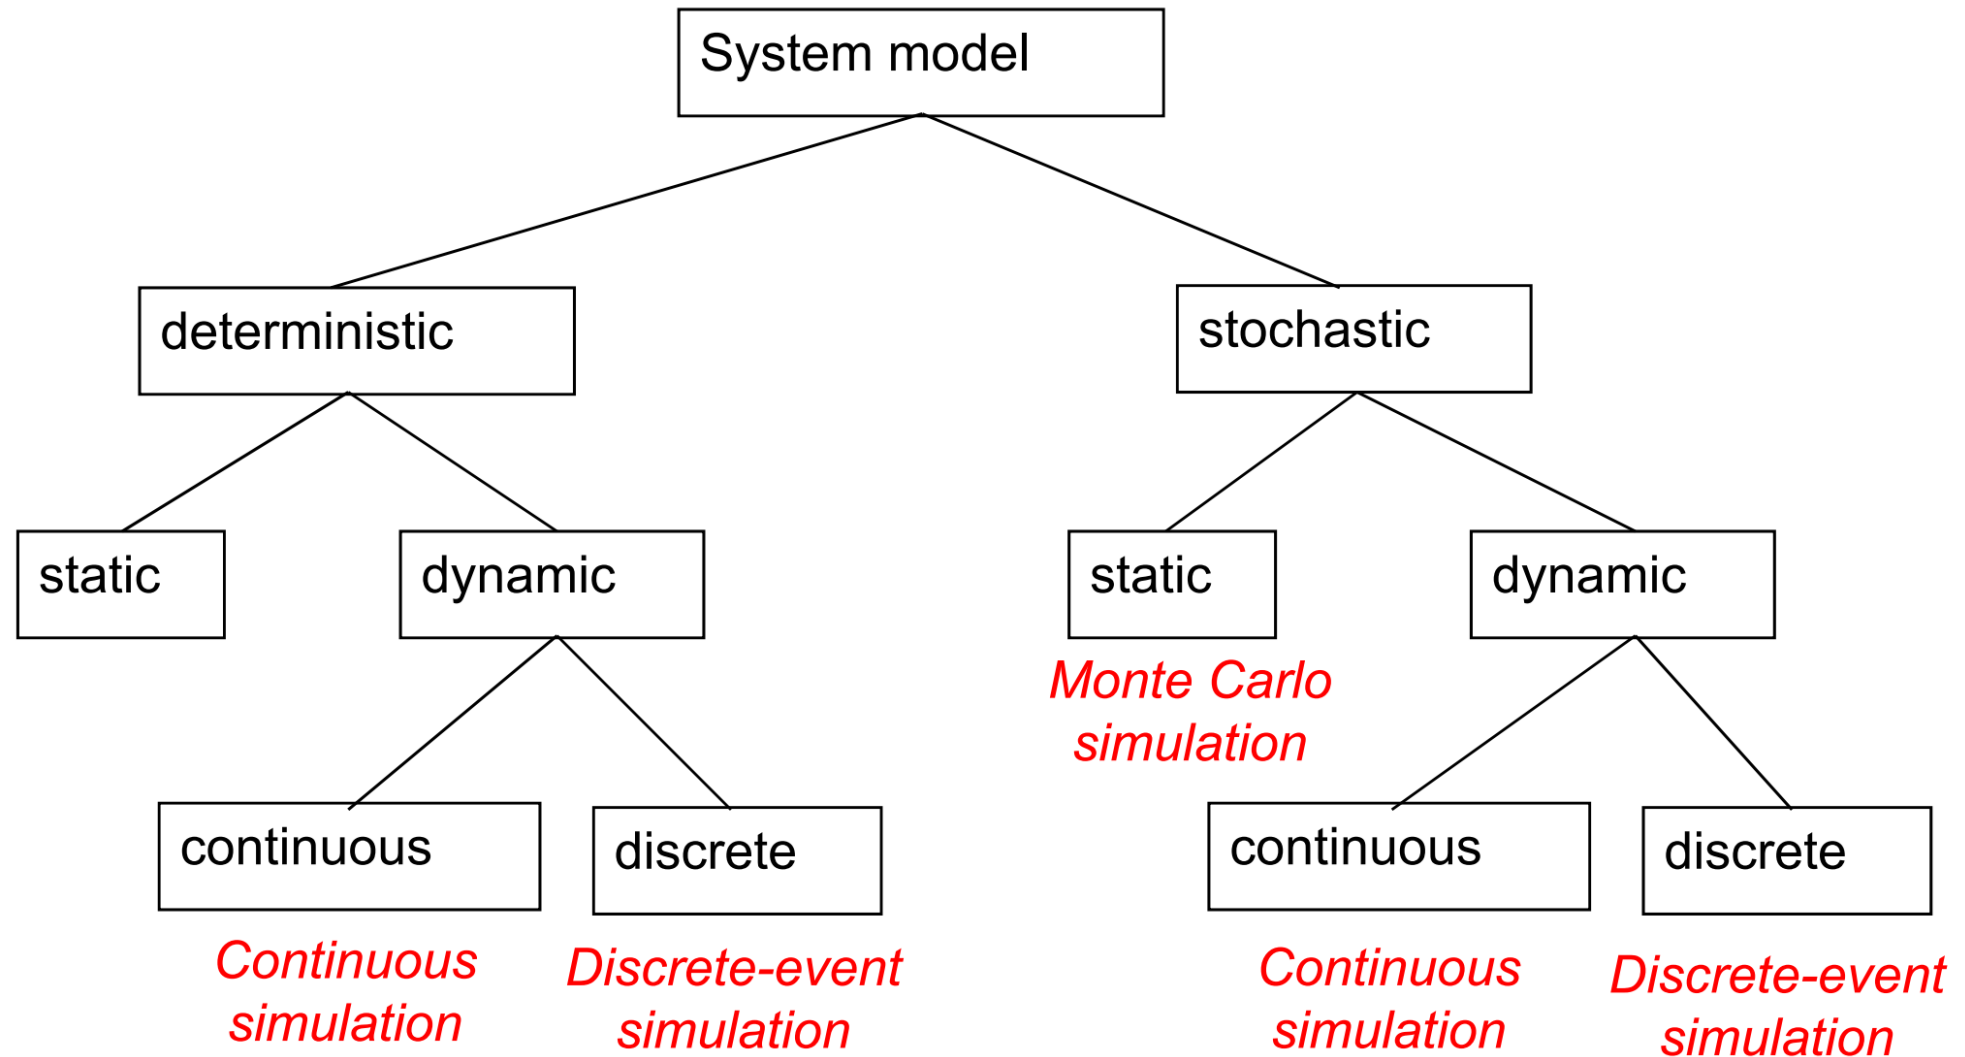 System model
deterministic
stochastic
static
dynamic
static
dynamic
Monte Carlo
simulation
continuous
discrete
continuous
discrete
Continuous
simulation
Discrete-event
simulation
Continuous
simulation
Discrete-event
simulation